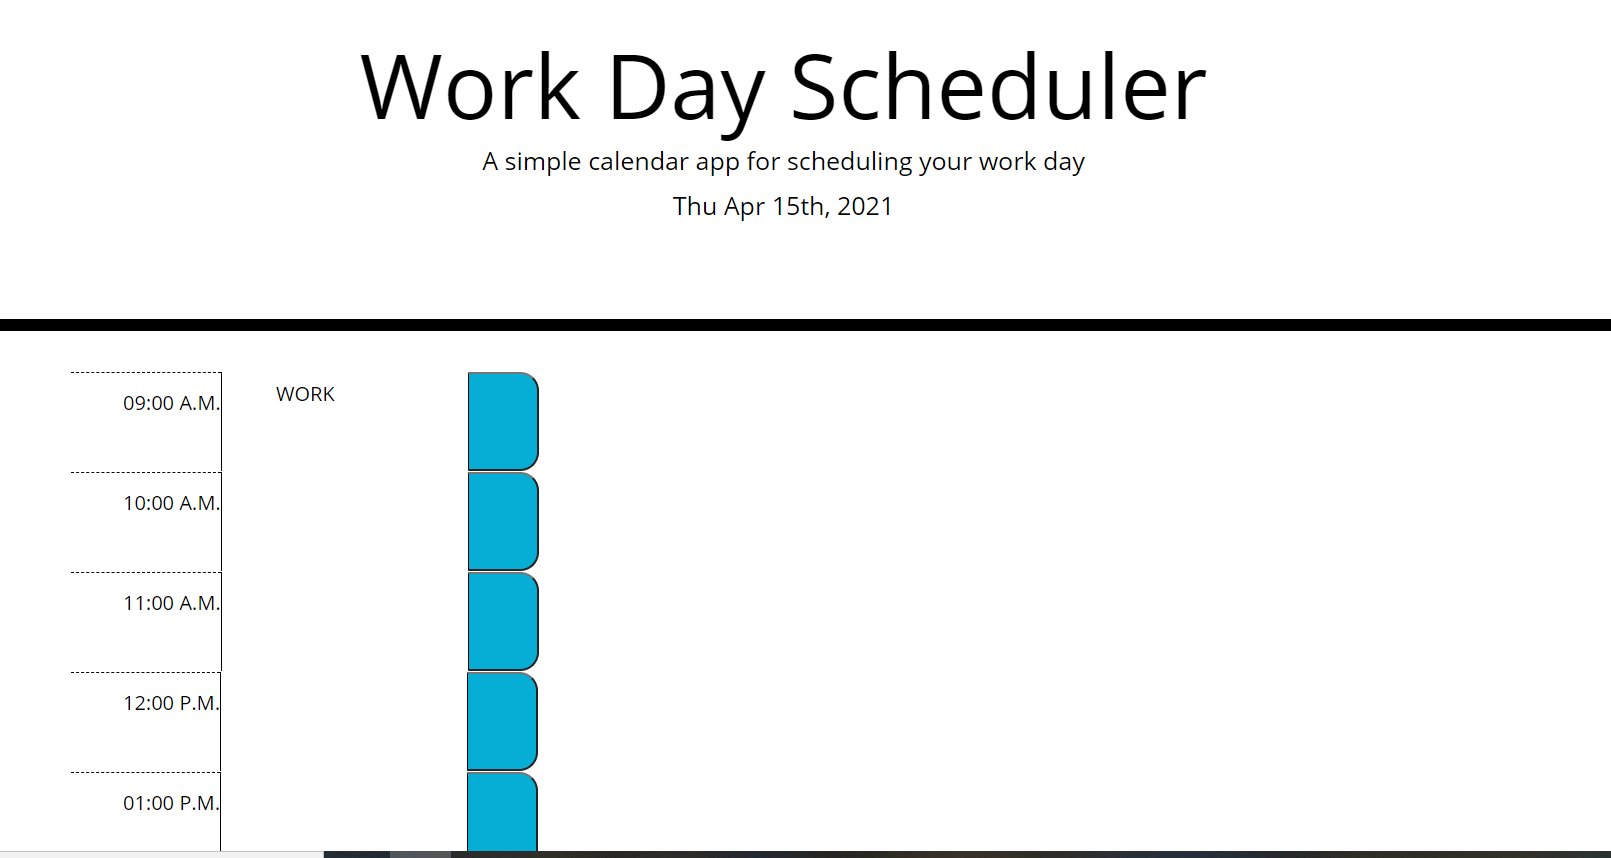 Work Day Scheduler
A simple calendar app for scheduling your work day
Thu Apr 15th, 2021
09:00 A.M.
WORK
10:00 A.M.
11:00 A.M.
12:00 P.M.
01:00 P.M.